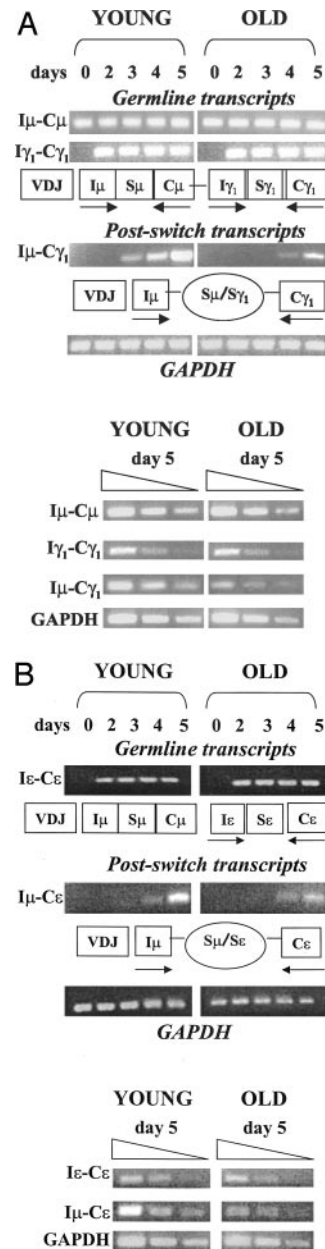 A
YOUNG OLD
days 0 2 3 4 5 0 2 3 4 5
Germline transcripts
Iμ-Cμ
Iγ1-Cγ1
VDJ Iμ Sμ Cμ Iγ1 Sγ1 Cγ1
Post-switch transcripts
Iμ-Cγ1
VDJ Iμ Sμ/Sγ1 Cγ1
GAPDH
YOUNG OLD
day 5 day 5
Iμ-Cμ
Iγ1-Cγ1
Iμ-Cγ1
GAPDH
B
YOUNG OLD
days 0 2 3 4 5 0 2 3 4 5
Germline transcripts
Iε-Cε
VDJ Iμ Sμ Cμ Iε Sε Cε
Post-switch transcripts
Iμ-Cε
VDJ Iμ Sμ/Sε Cε
GAPDH
YOUNG OLD
day 5 day 5
Iε-Cε
Iμ-Cε
GAPDH